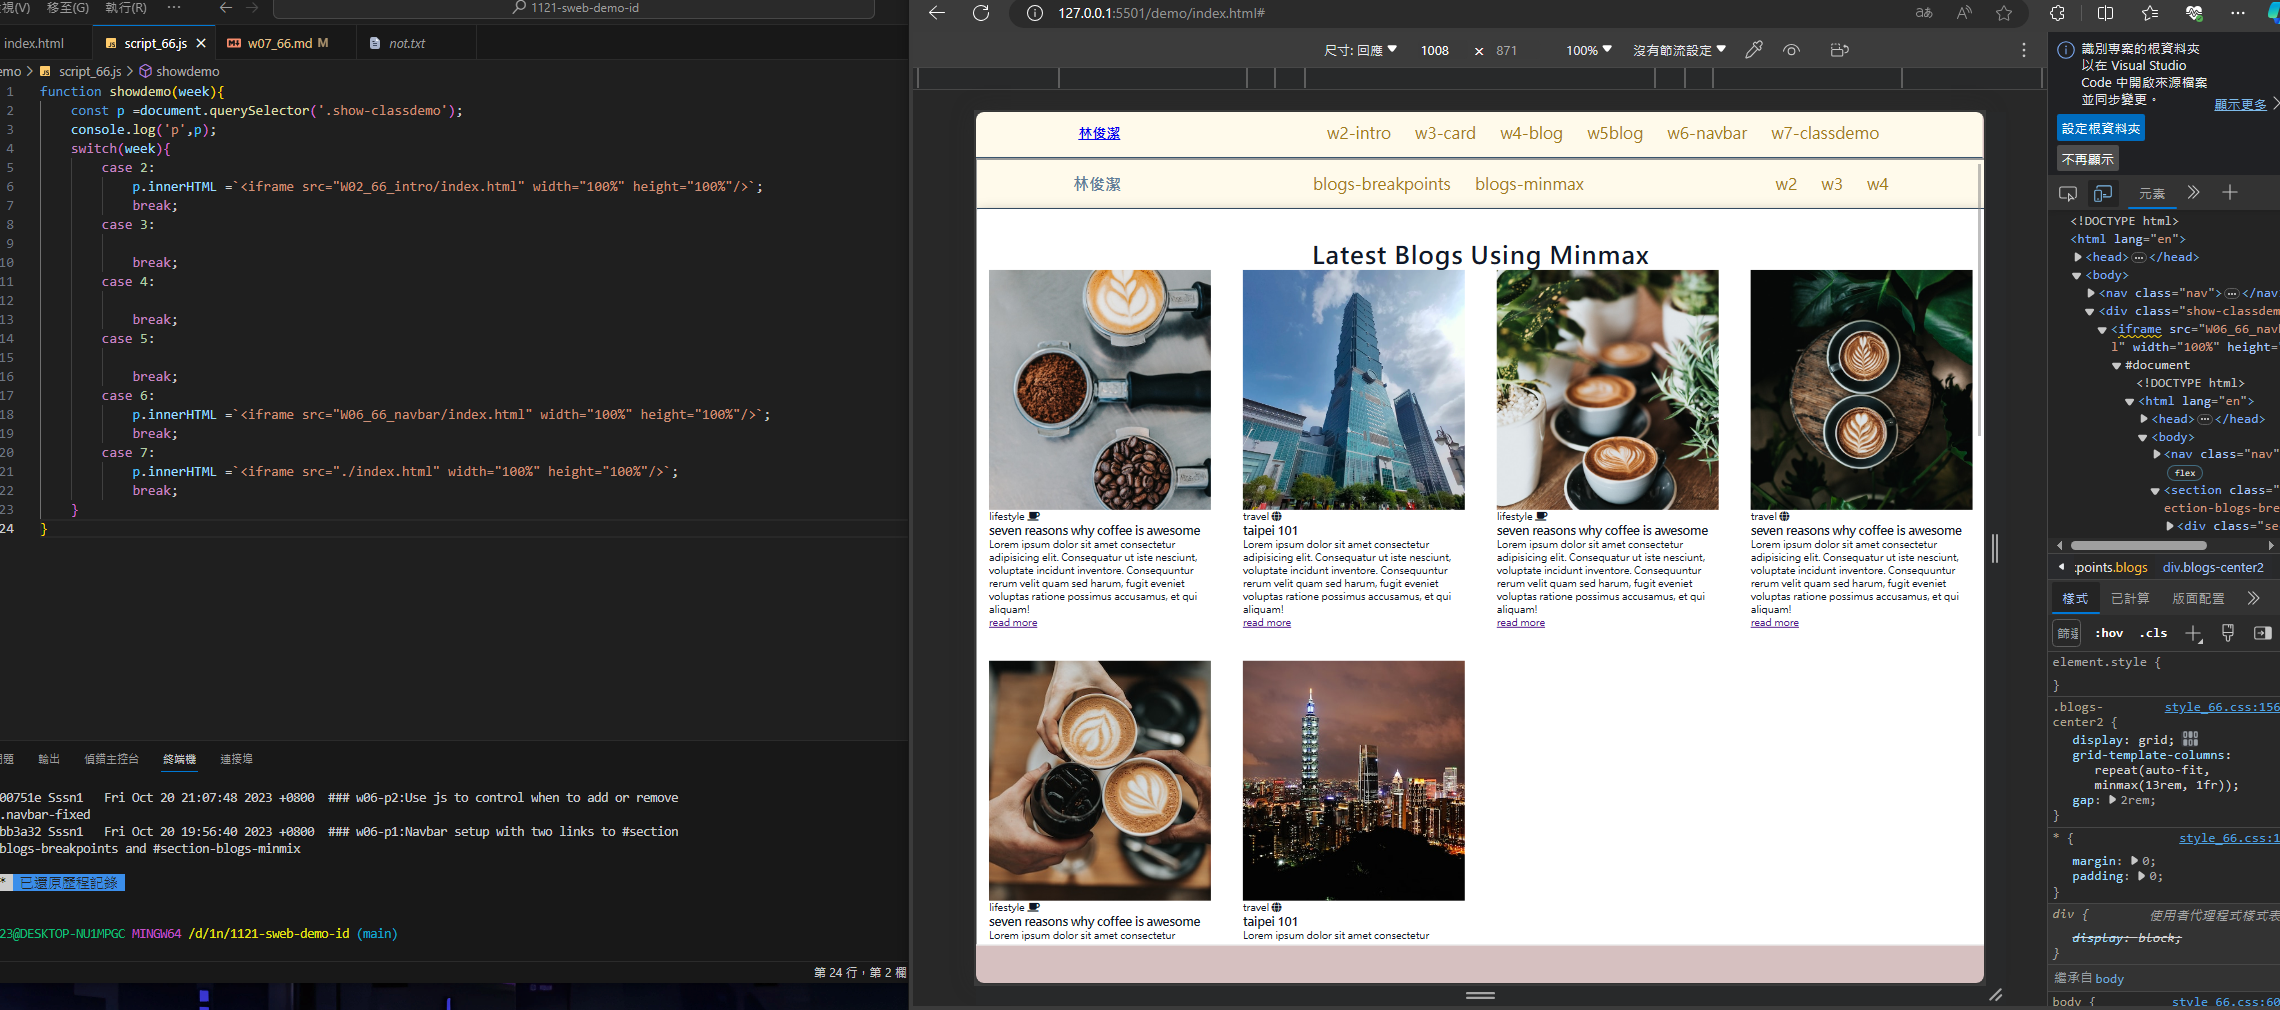 檢視(V) 移至(G) 執行(R) ··· 1121-sweb-demo-id
index.html script_66.js w07_66.md M not.txt
emo > script_66.js > showdemo
1 function showdemo(week){
2 const p =document.querySelector('.show-classdemo');
3 console.log('p',p);
4 switch(week){
5 case 2:
6 p.innerHTML =`<iframe src="W02_66_intro/index.html" width="100%" height="100%"/>`;
7 break;
8 case 3:
9
10 break;
11 case 4:
12
13 break;
14 case 5:
15
16 break;
17 case 6:
18 p.innerHTML =`<iframe src="W06_66_navbar/index.html" width="100%" height="100%"/>`;
19 break;
20 case 7:
21 p.innerHTML =`<iframe src="./index.html" width="100%" height="100%"/>`;
22 break;
23 }
24 }
問題 輸出 偵錯主控台 終端機 連接埠
00751e Sssn1 Fri Oct 20 21:07:48 2023 +0800 ### w06-p2:Use js to control when to add or remove
.navbar-fixed
bb3a32 Sssn1 Fri Oct 20 19:56:40 2023 +0800 ### w06-p1:Navbar setup with two links to #section
blogs-breakpoints and #section-blogs-minmix
* 已還原歷程記錄
23@DESKTOP-NU1MPGC MINGW64 /d/1n/1121-sweb-demo-id (main)
第 24 行，第 2 欄
127.0.0.1:5501/demo/index.html#
尺寸: 回應 1008 × 871 100% 沒有節流設定
林俊潔 w2-intro w3-card w4-blog w5blog w6-navbar w7-classdemo
林俊潔 blogs-breakpoints blogs-minmax w2 w3 w4
Latest Blogs Using Minmax
lifestyle
seven reasons why coffee is awesome
Lorem ipsum dolor sit amet consectetur
adipisicing elit. Consequatur ut iste nesciunt,
voluptate incidunt inventore. Consequuntur
rerum velit quam sed harum, fugit eveniet
voluptas ratione possimus accusamus, et qui
aliquam!
read more
travel
taipei 101
Lorem ipsum dolor sit amet consectetur
adipisicing elit. Consequatur ut iste nesciunt,
voluptate incidunt inventore. Consequuntur
rerum velit quam sed harum, fugit eveniet
voluptas ratione possimus accusamus, et qui
aliquam!
read more
lifestyle
seven reasons why coffee is awesome
Lorem ipsum dolor sit amet consectetur
adipisicing elit. Consequatur ut iste nesciunt,
voluptate incidunt inventore. Consequuntur
rerum velit quam sed harum, fugit eveniet
voluptas ratione possimus accusamus, et qui
aliquam!
read more
travel
seven reasons why coffee is awesome
Lorem ipsum dolor sit amet consectetur
adipisicing elit. Consequatur ut iste nesciunt,
voluptate incidunt inventore. Consequuntur
rerum velit quam sed harum, fugit eveniet
voluptas ratione possimus accusamus, et qui
aliquam!
read more
lifestyle
seven reasons why coffee is awesome
Lorem ipsum dolor sit amet consectetur
travel
taipei 101
Lorem ipsum dolor sit amet consectetur
識別專案的根資料夾
以在 Visual Studio
Code 中開啟來源檔案
並同步變更。
顯示更多
設定根資料夾
不再顯示
元素
<!DOCTYPE html>
<html lang="en">
<head>···</head>
<body>
<nav class="nav">···</nav
<div class="show-classdem
<iframe src="W06_66_navb
l" width="100%" height="
#document
<!DOCTYPE html>
<html lang="en">
<head>···</head>
<body>
<nav class="nav"
flex
<section class="
ection-blogs-bre
<div class="se
:points.blogs div.blogs-center2
樣式 已計算 版面配置
篩選 :hov .cls
element.style {
}
.blogs- style_66.css:156
center2 {
display: grid;
grid-template-columns:
repeat(auto-fit,
minmax(13rem, 1fr));
gap: 2rem;
}
* { style_66.css:1
margin: 0;
padding: 0;
}
div { 使用者代理程式樣式表
display: block;
}
繼承自 body
body { style_66.css:60